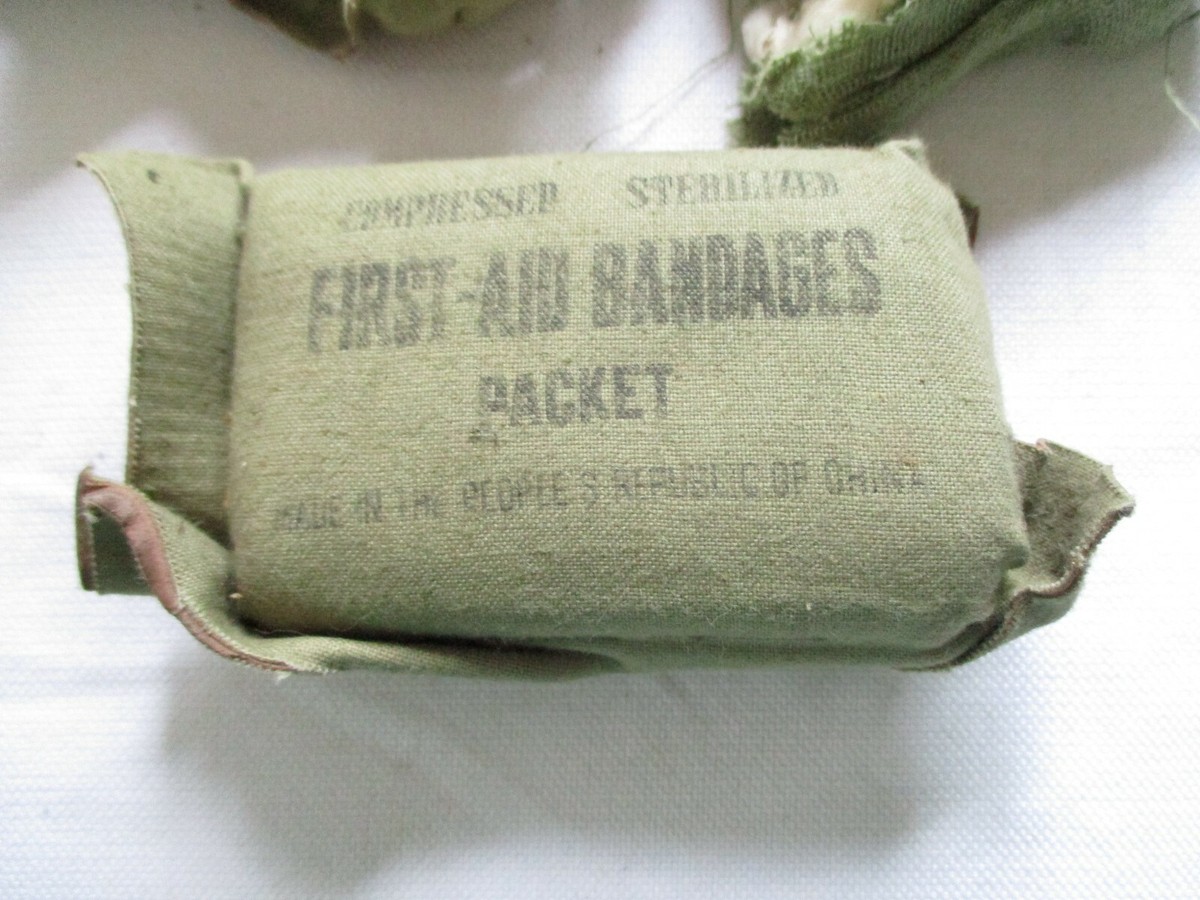 COMPRESSED STERILIZED
FIRST-AID BANDAGES
PACKET
MADE IN THE PEOPLE'S REPUBLIC OF CHINA